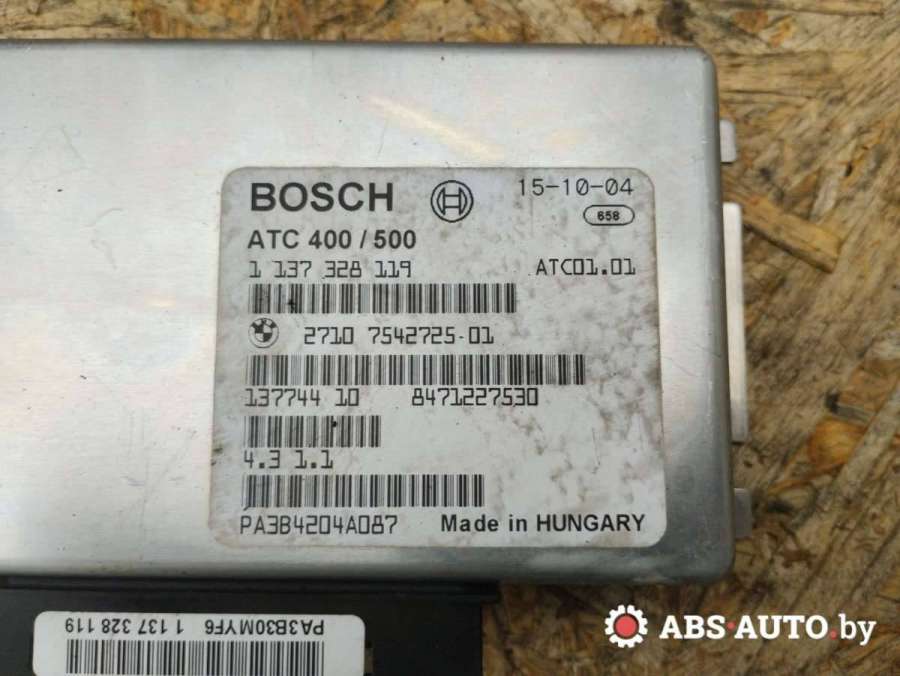 BOSCH
15-10-04
658
ATC 400 / 500
1 137 328 119
ATC01.01
2710 7542725-01
137744 10 8471227530
4.3 1.1
PA3B4204A087
Made in HUNGARY
PA3B30MYF6 1 137 328 119
ABS-AUTO.by